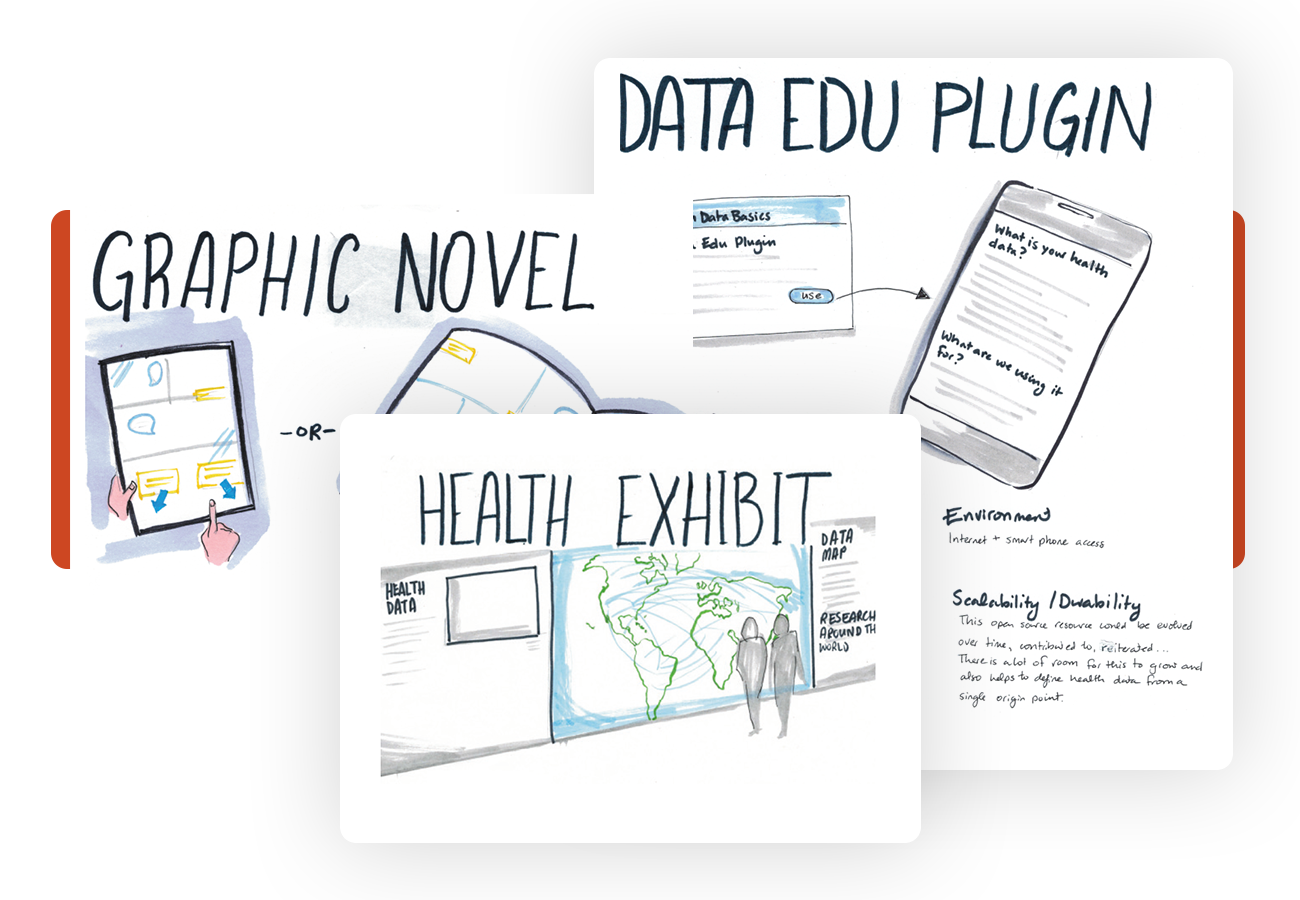 DATA EDU PLUGIN
Data Basics
Edu Plugin
use
What is your health
data?
What are we using it
for?
Environment
Internet + smart phone access
Scalability / Durability
This open source resource would be evolved
over time, contributed to, reiterated...
There is a lot of room for this to grow and
also helps to define health data from a
single origin point.
GRAPHIC NOVEL
-OR-
HEALTH EXHIBIT
HEALTH
DATA
DATA
MAP
RESEARCH
AROUND TH
WORLD